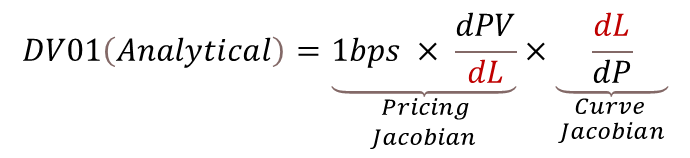 DV01(Analytical) = 1bps × dPV/dL × dL/dP
Pricing Jacobian
Curve Jacobian